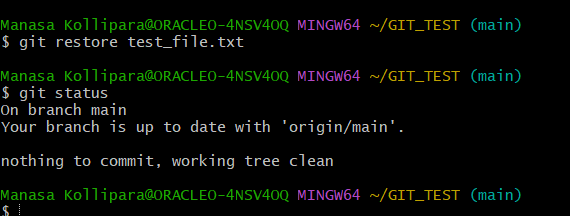 Manasa Kollipara@ORACLEO-4NSV4OQ MINGW64 ~/GIT_TEST (main)
$ git restore test_file.txt
Manasa Kollipara@ORACLEO-4NSV4OQ MINGW64 ~/GIT_TEST (main)
$ git status
On branch main
Your branch is up to date with 'origin/main'.
nothing to commit, working tree clean
Manasa Kollipara@ORACLEO-4NSV4OQ MINGW64 ~/GIT_TEST (main)
$